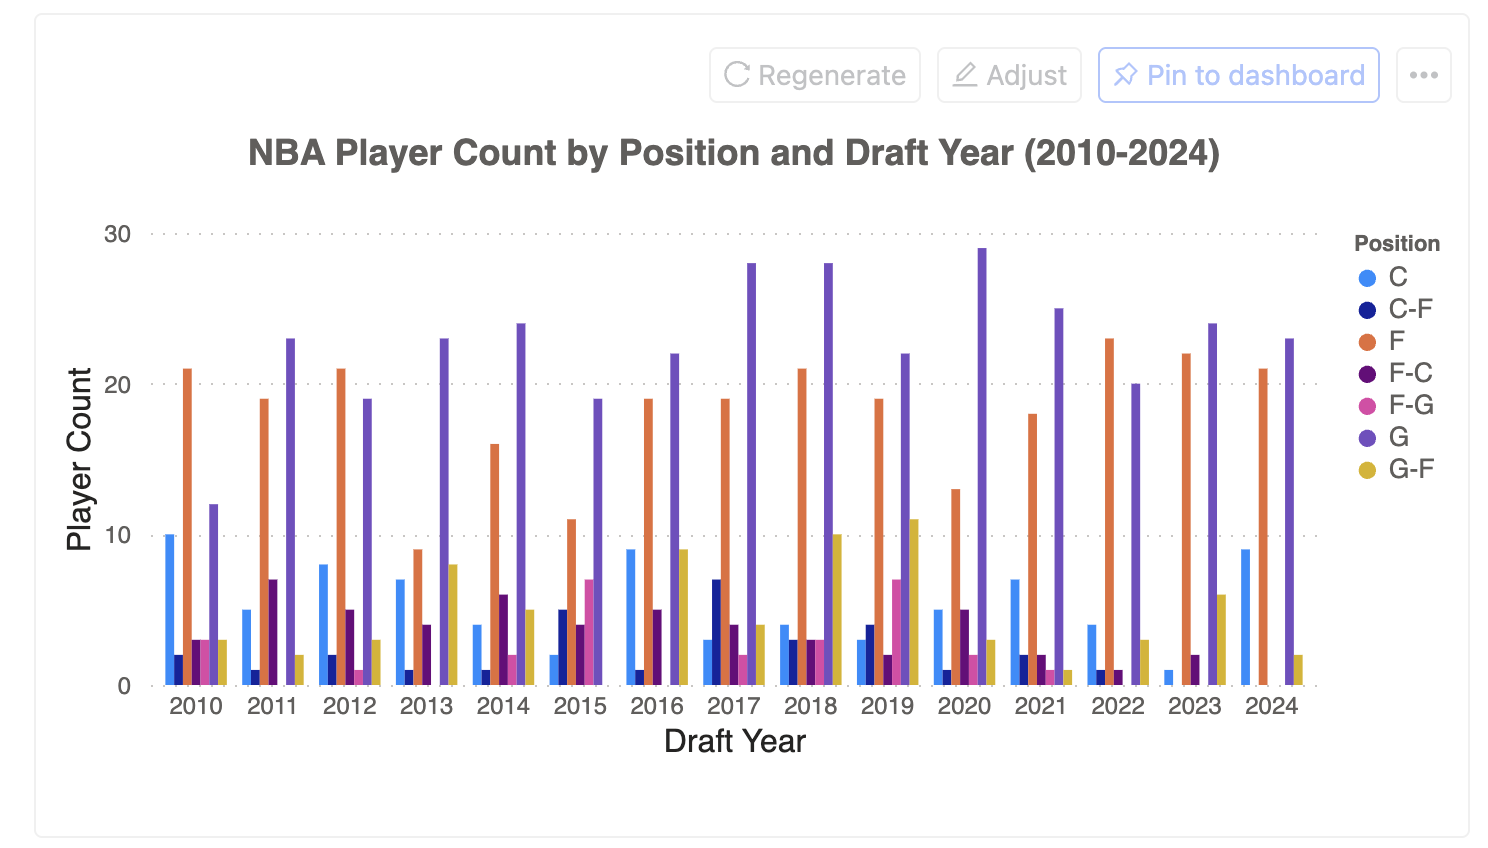 Regenerate Adjust Pin to dashboard
NBA Player Count by Position and Draft Year (2010-2024)
Position
C
C-F
F
F-C
F-G
G
G-F
Player Count
30
20
10
0
2010 2011 2012 2013 2014 2015 2016 2017 2018 2019 2020 2021 2022 2023 2024
Draft Year